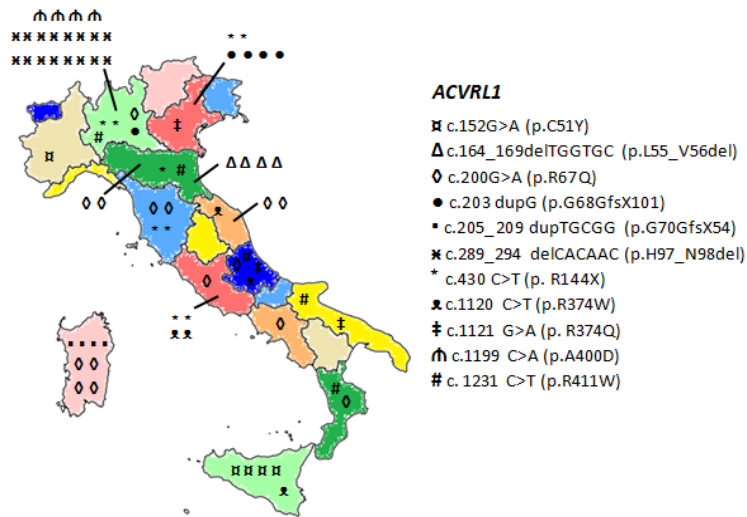 ACVRL1
¤ c.152G>A (p.C51Y)
Δ c.164_169delTGGTGC (p.L55_V56del)
◊ c.200G>A (p.R67Q)
● c.203 dupG (p.G68GfsX101)
▪ c.205_209 dupTGCGG (p.G70GfsX54)
ӿ c.289_294 delCACAAC (p.H97_N98del)
* c.430 C>T (p. R144X)
ᴥ c.1120 C>T (p.R374W)
‡ c.1121 G>A (p. R374Q)
₼ c.1199 C>A (p.A400D)
# c. 1231 C>T (p.R411W)